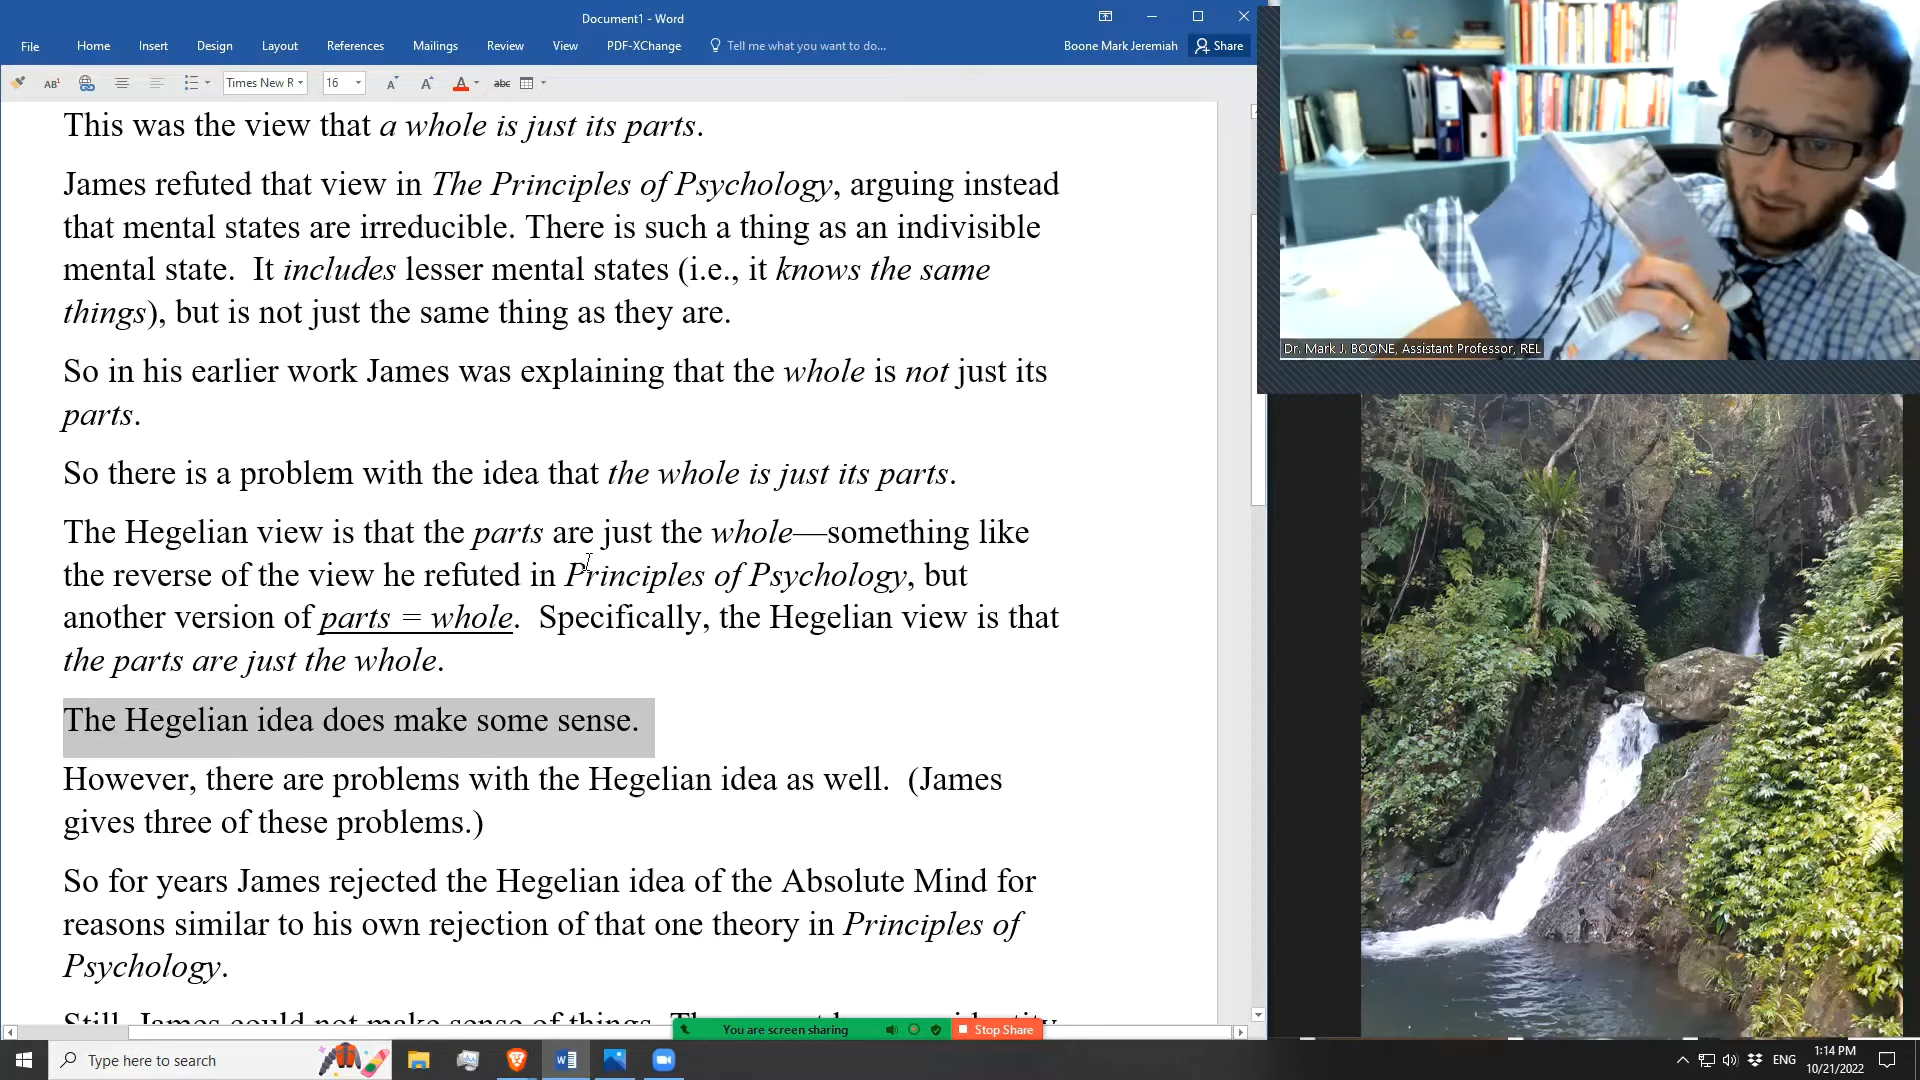 Document1 - Word
File Home Insert Design Layout References Mailings Review View PDF-XChange Tell me what you want to do... Boone Mark Jeremiah Share
AB¹ Times New R 16 A A A abc
This was the view that a whole is just its parts.
James refuted that view in The Principles of Psychology, arguing instead
that mental states are irreducible. There is such a thing as an indivisible
mental state. It includes lesser mental states (i.e., it knows the same
things), but is not just the same thing as they are.
So in his earlier work James was explaining that the whole is not just its
parts.
So there is a problem with the idea that the whole is just its parts.
The Hegelian view is that the parts are just the whole—something like
the reverse of the view he refuted in Principles of Psychology, but
another version of parts = whole. Specifically, the Hegelian view is that
the parts are just the whole.
The Hegelian idea does make some sense.
However, there are problems with the Hegelian idea as well. (James
gives three of these problems.)
So for years James rejected the Hegelian idea of the Absolute Mind for
reasons similar to his own rejection of that one theory in Principles of
Psychology.
Still, James could not make sense of things.
Dr. Mark J. BOONE, Assistant Professor, REL
You are screen sharing Stop Share
Type here to search
ENG
1:14 PM
10/21/2022